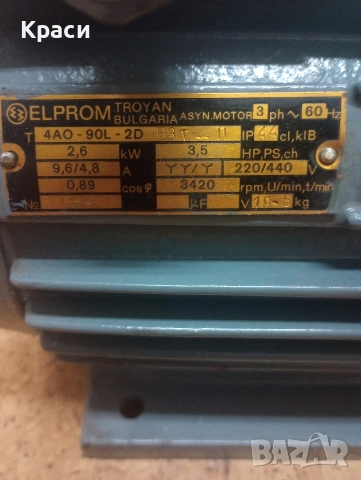 Краси
ELPROM TROYAN BULGARIA ASYN.MOTOR 3 ph ~ 60 Hz
T 4AO-90L-2D IP 44 cl,kl B
2,6 kW 3,5 HP,PS,ch
9,6/4,8 A YY/Y 220/440 V
0,89 cosφ 3420 rpm,U/min,t/min
№ µF V kg
BAZAR